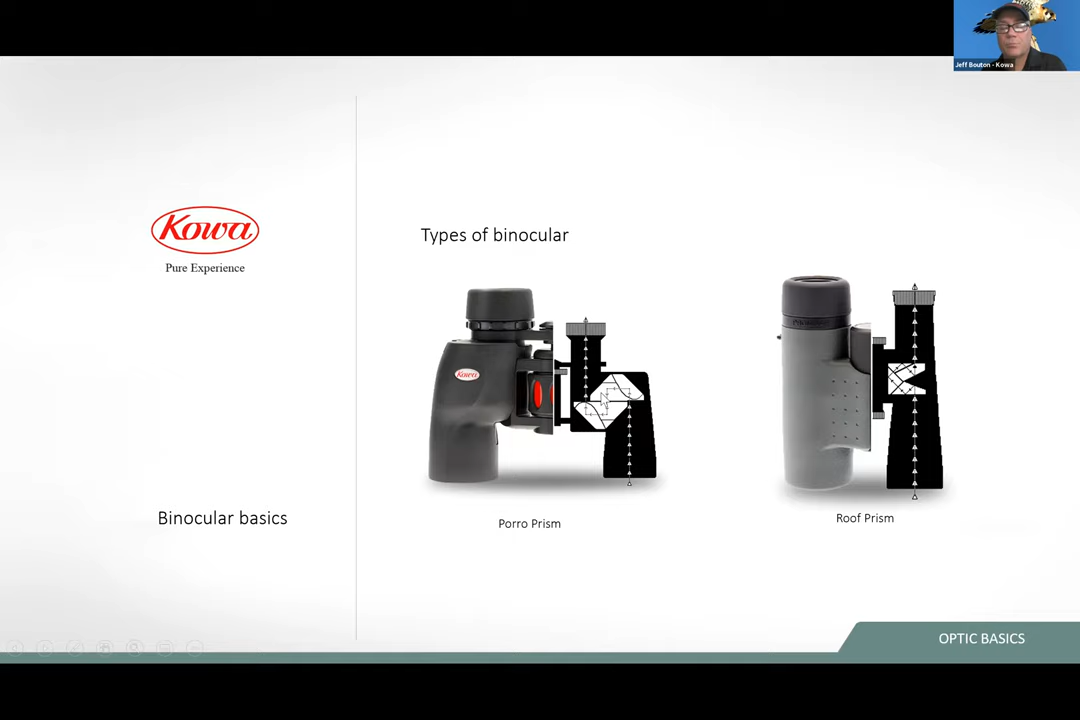 Jeff Bouton - Kowa
Kowa
Pure Experience
Types of binocular
Kowa
Porro Prism
Roof Prism
Binocular basics
OPTIC BASICS